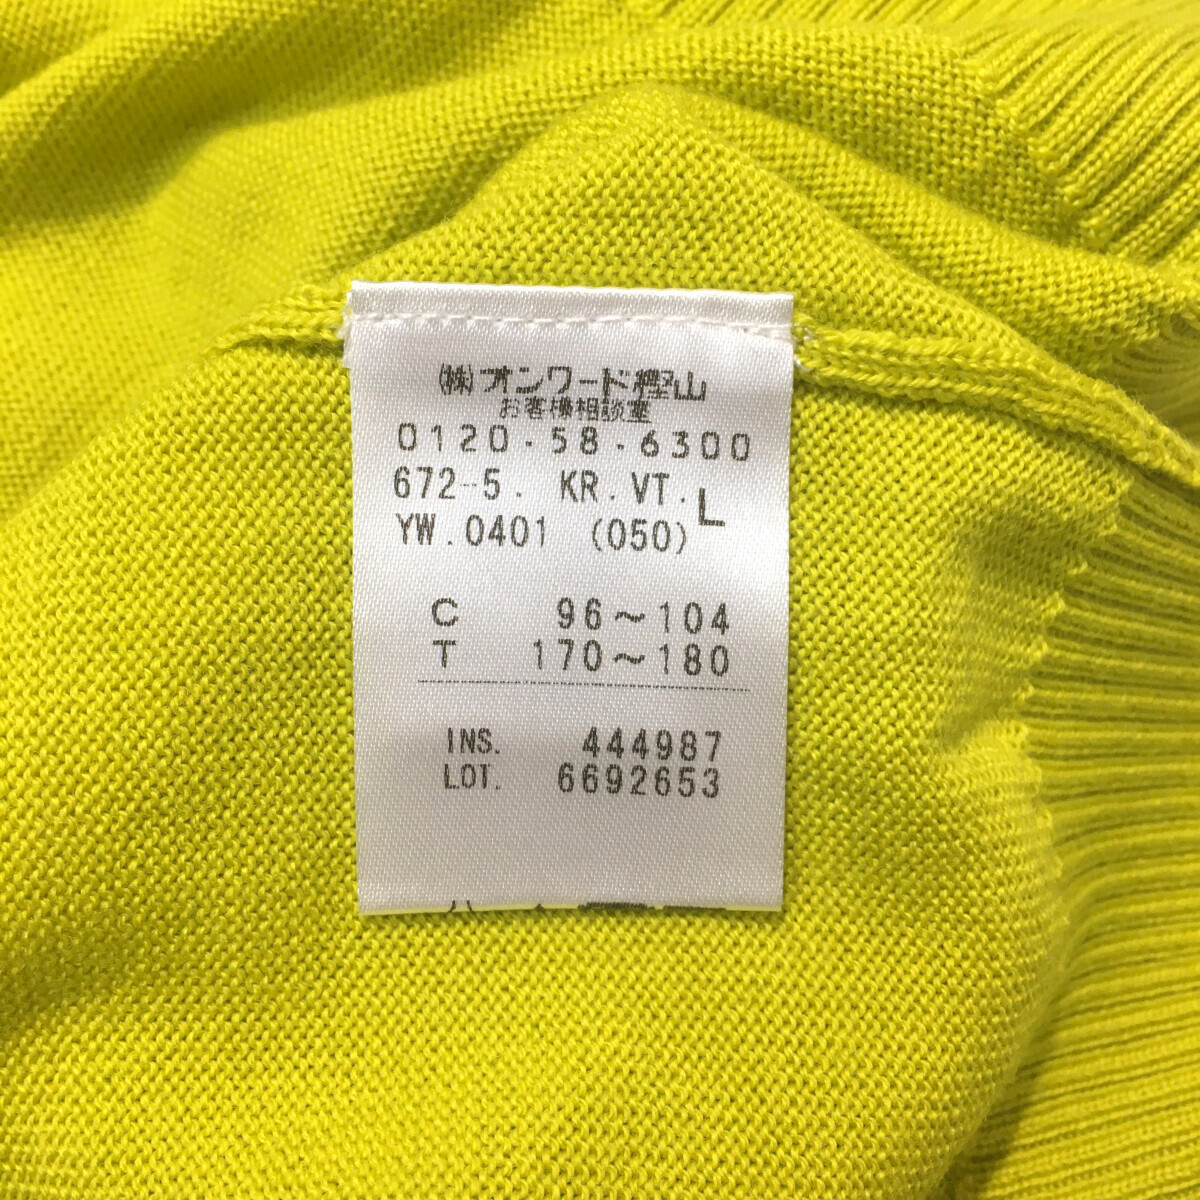 (株)オンワード樫山
お客様相談室
0120-58-6300
672-5. KR.VT. L
YW.0401 (050)
C 96~104
T 170~180
INS. 444987
LOT. 6692653